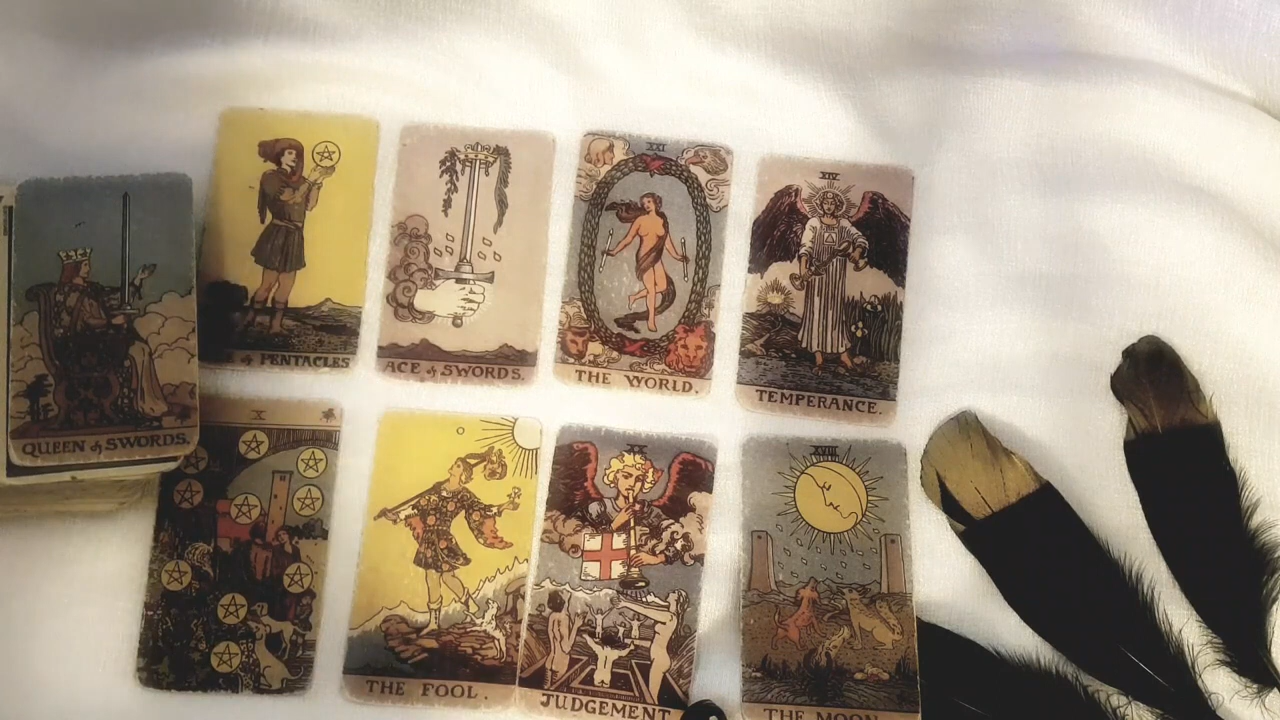 QUEEN of SWORDS.
of PENTACLES
ACE of SWORDS.
XXI
THE WORLD.
XIV
TEMPERANCE.
X
THE FOOL.
XX
JUDGEMENT
XVIII
THE MOON